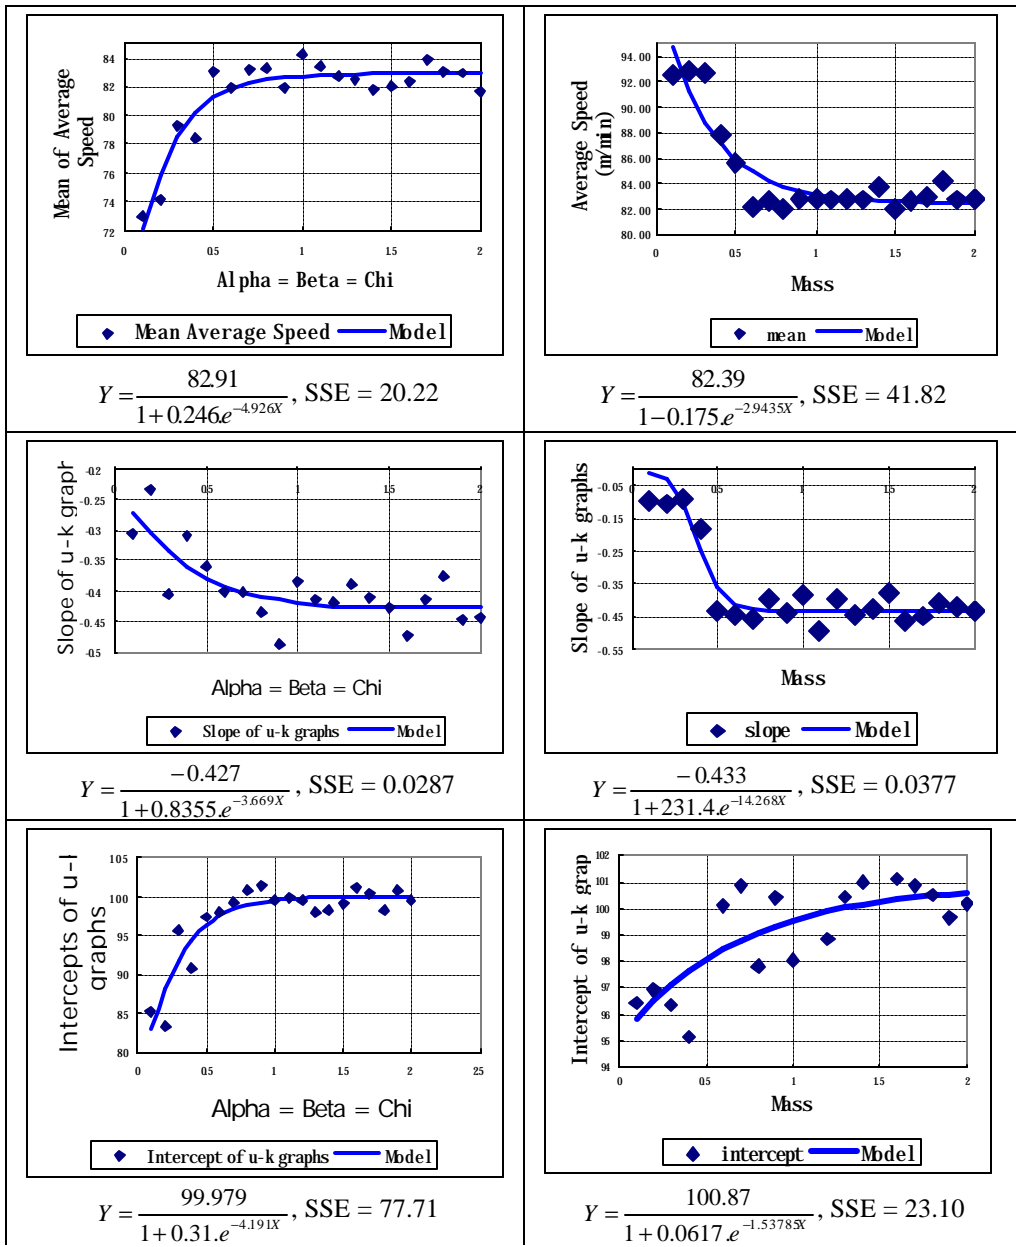 84
82
80
78
76
74
72
0
0.5
1
1.5
2
Mean of Average
Speed
Alpha = Beta = Chi
Mean Average Speed Model
Y = 82.91 / 1+0.246.e^{-4.926X}, SSE = 20.22
94.00
92.00
90.00
88.00
86.00
84.00
82.00
80.00
0
0.5
1
1.5
2
Average Speed
(m/min)
Mass
mean Model
Y = 82.39 / 1−0.175.e^{-2.9435X}, SSE = 41.82
-0.2
-0.25
-0.3
-0.35
-0.4
-0.45
-0.5
0
0.5
1
1.5
2
Slope of u-k graph
Alpha = Beta = Chi
Slope of u-k graphs Model
Y = −0.427 / 1+0.8355.e^{-3.669X}, SSE = 0.0287
-0.05
-0.15
-0.25
-0.35
-0.45
-0.55
0
0.5
1
1.5
2
Slope of u-k graphs
Mass
slope Model
Y = −0.433 / 1+231.4.e^{-14.268X}, SSE = 0.0377
105
100
95
90
85
80
0
0.5
1
1.5
2
2.5
Intercepts of u-
graphs
Alpha = Beta = Chi
Intercept of u-k graphs Model
Y = 99.979 / 1+0.31.e^{-4.191X}, SSE = 77.71
102
101
100
99
98
97
96
95
94
0
0.5
1
1.5
2
Intercept of u-k grap
Mass
intercept Model
Y = 100.87 / 1+0.0617.e^{-1.53785X}, SSE = 23.10